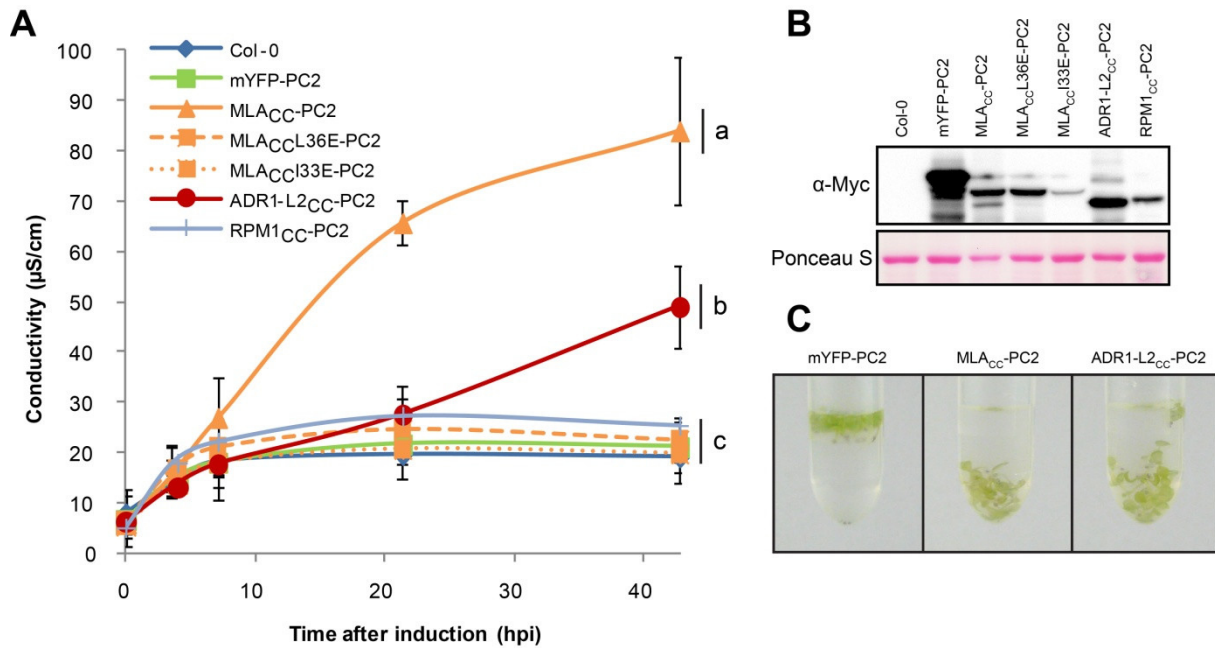 A
Conductivity (µS/cm)
100
90
80
70
60
50
40
30
20
10
0
0 10 20 30 40
Time after induction (hpi)
Col-0
mYFP-PC2
MLACC-PC2
MLACCL36E-PC2
MLACCI33E-PC2
ADR1-L2CC-PC2
RPM1CC-PC2
a
b
c
B
Col-0
mYFP-PC2
MLACC-PC2
MLACCL36E-PC2
MLACCI33E-PC2
ADR1-L2CC-PC2
RPM1CC-PC2
α-Myc
Ponceau S
C
mYFP-PC2 MLACC-PC2 ADR1-L2CC-PC2